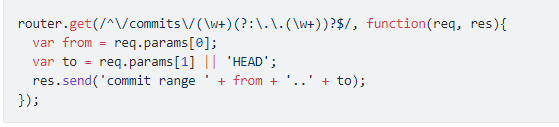 router.get(/^\/commits\/(\w+)(?:\.\.(\w+))?$/, function(req, res){
  var from = req.params[0];
  var to = req.params[1] || 'HEAD';
  res.send('commit range ' + from + '..' + to);
});